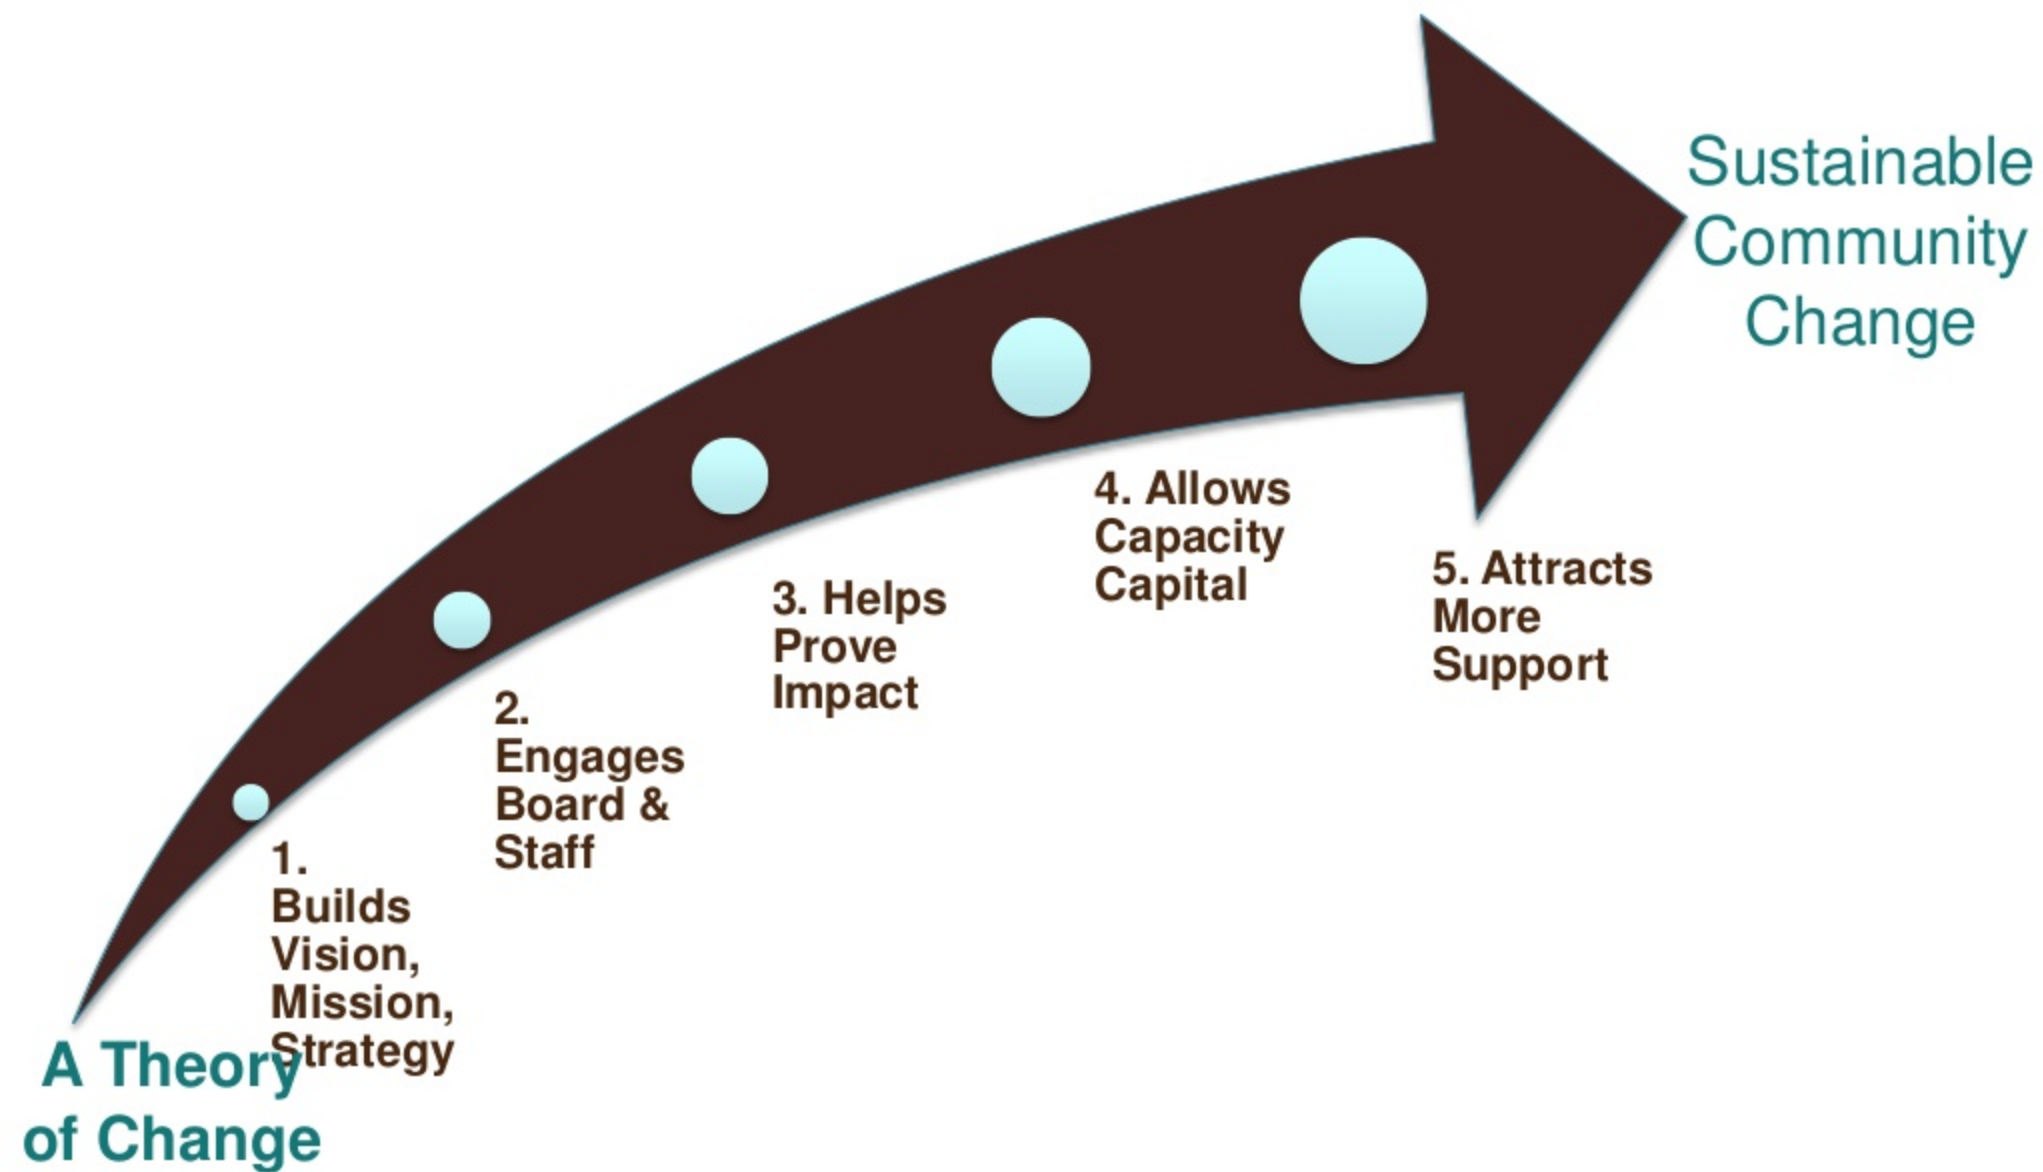 Sustainable
Community
Change
4. Allows
Capacity
Capital
5. Attracts
More
Support
3. Helps
Prove
Impact
2.
Engages
Board &
Staff
1.
Builds
Vision,
Mission,
Strategy
A Theory
of Change